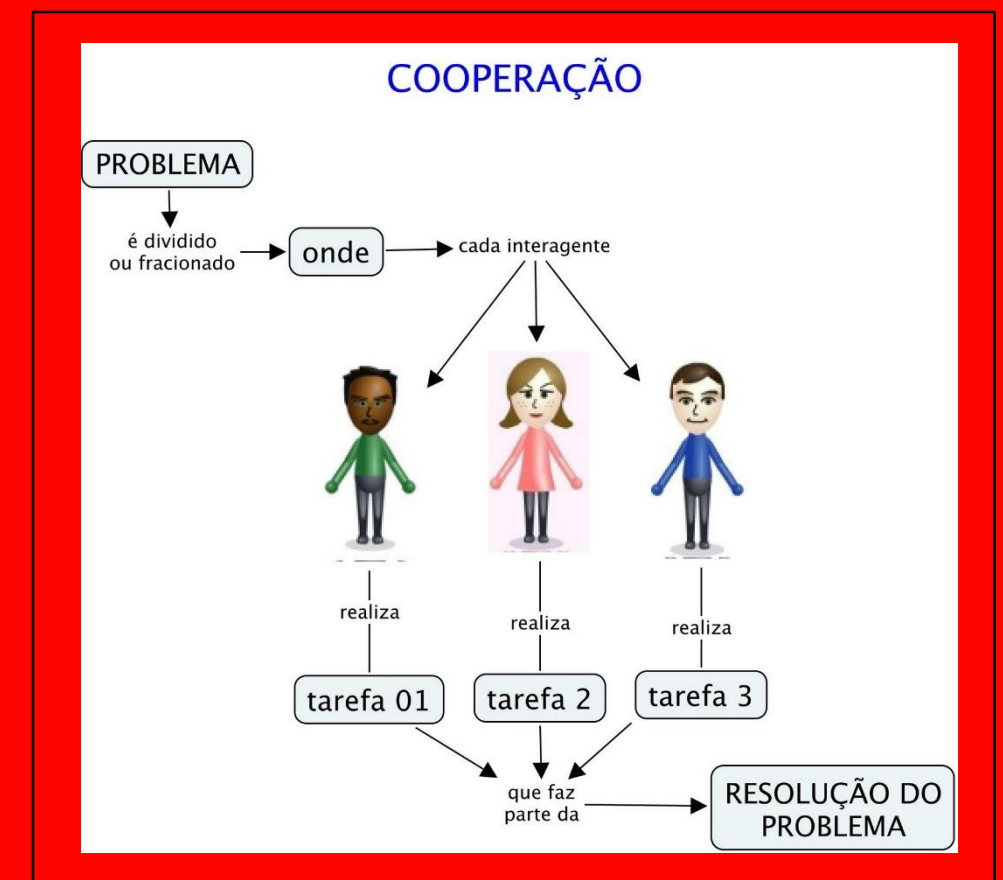 COOPERAÇÃO
PROBLEMA
é dividido
ou fracionado
onde
cada interagente
realiza
realiza
realiza
tarefa 01
tarefa 2
tarefa 3
que faz
parte da
RESOLUÇÃO DO
PROBLEMA